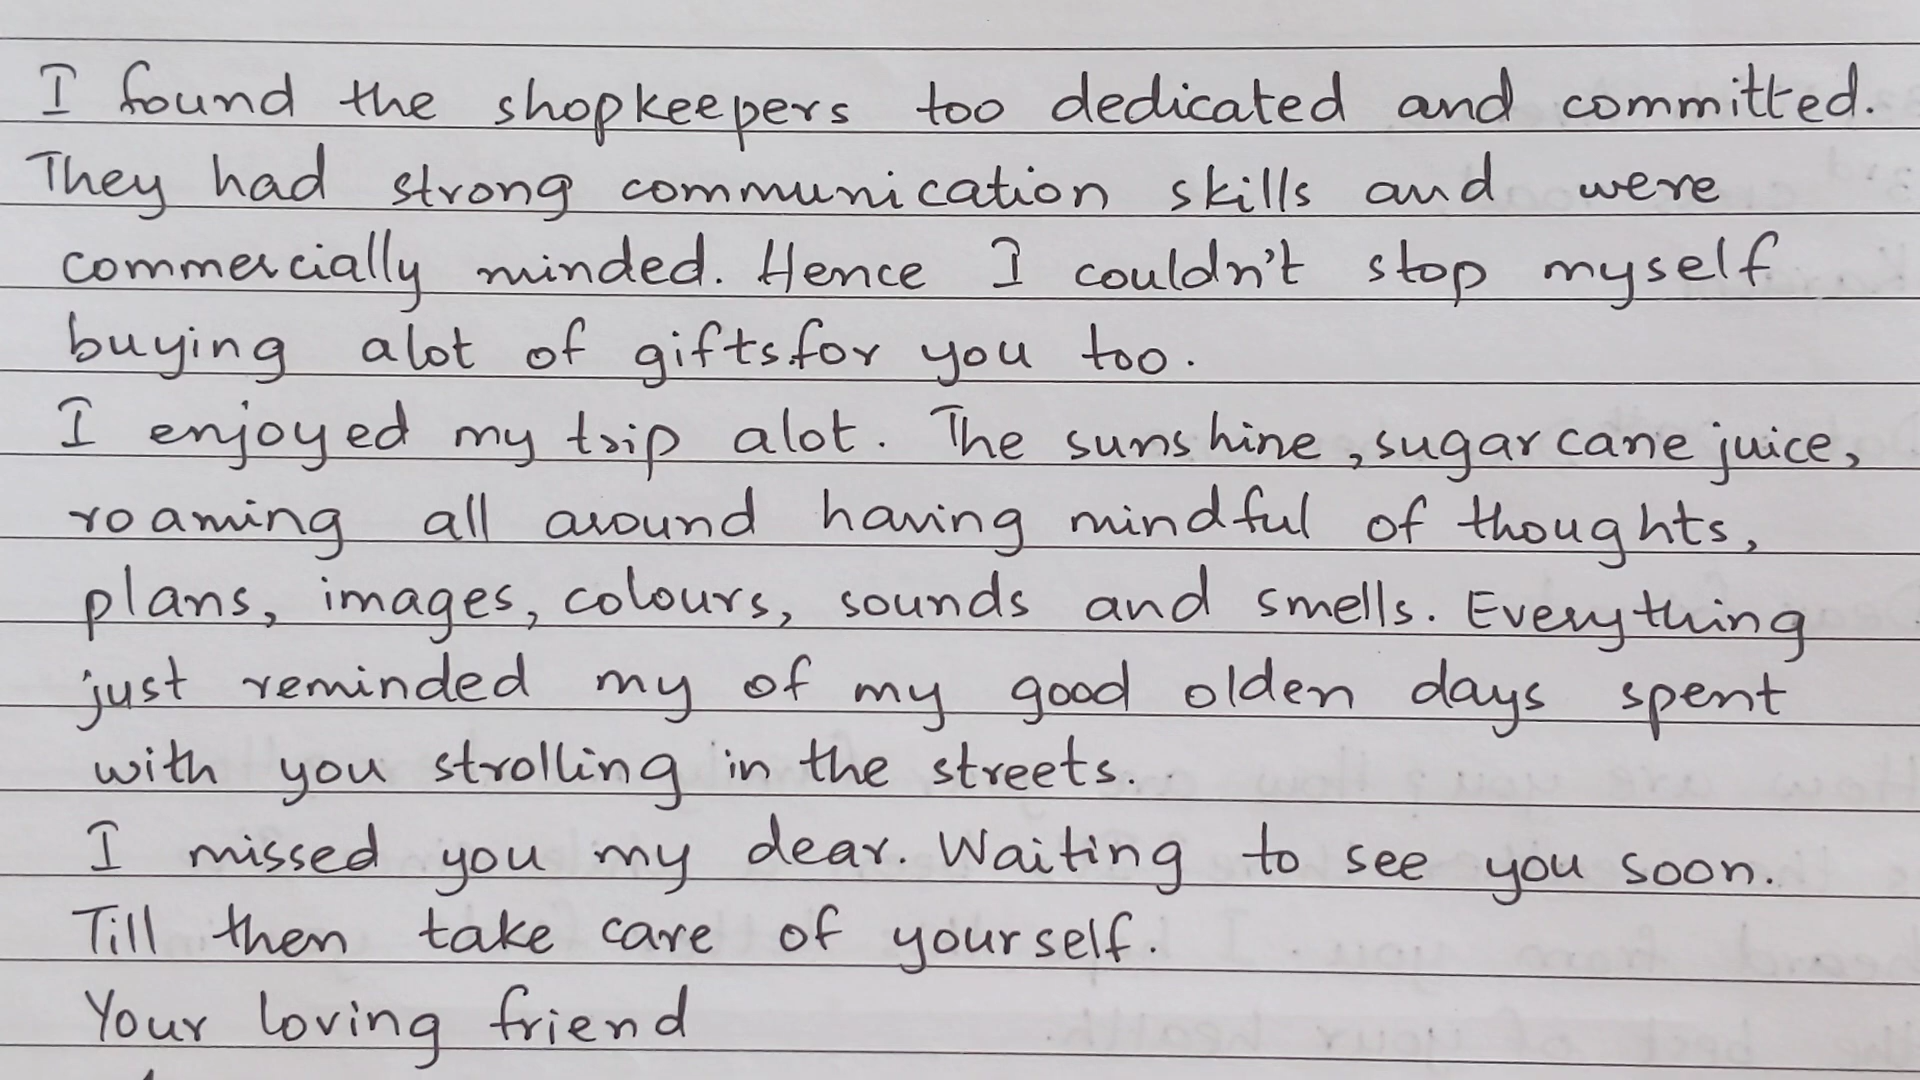 I found the shopkeepers too dedicated and committed.
They had strong communication skills and were
commercially minded. Hence I couldn't stop myself
buying alot of gifts.for you too.
I enjoyed my trip alot. The sunshine, sugarcane juice,
roaming all around having mindful of thoughts,
plans, images, colours, sounds and smells. Everything
just reminded my of my good olden days spent
with you strolling in the streets..
I missed you my dear. Waiting to see you soon.
Till then take care of yourself.
Your loving friend